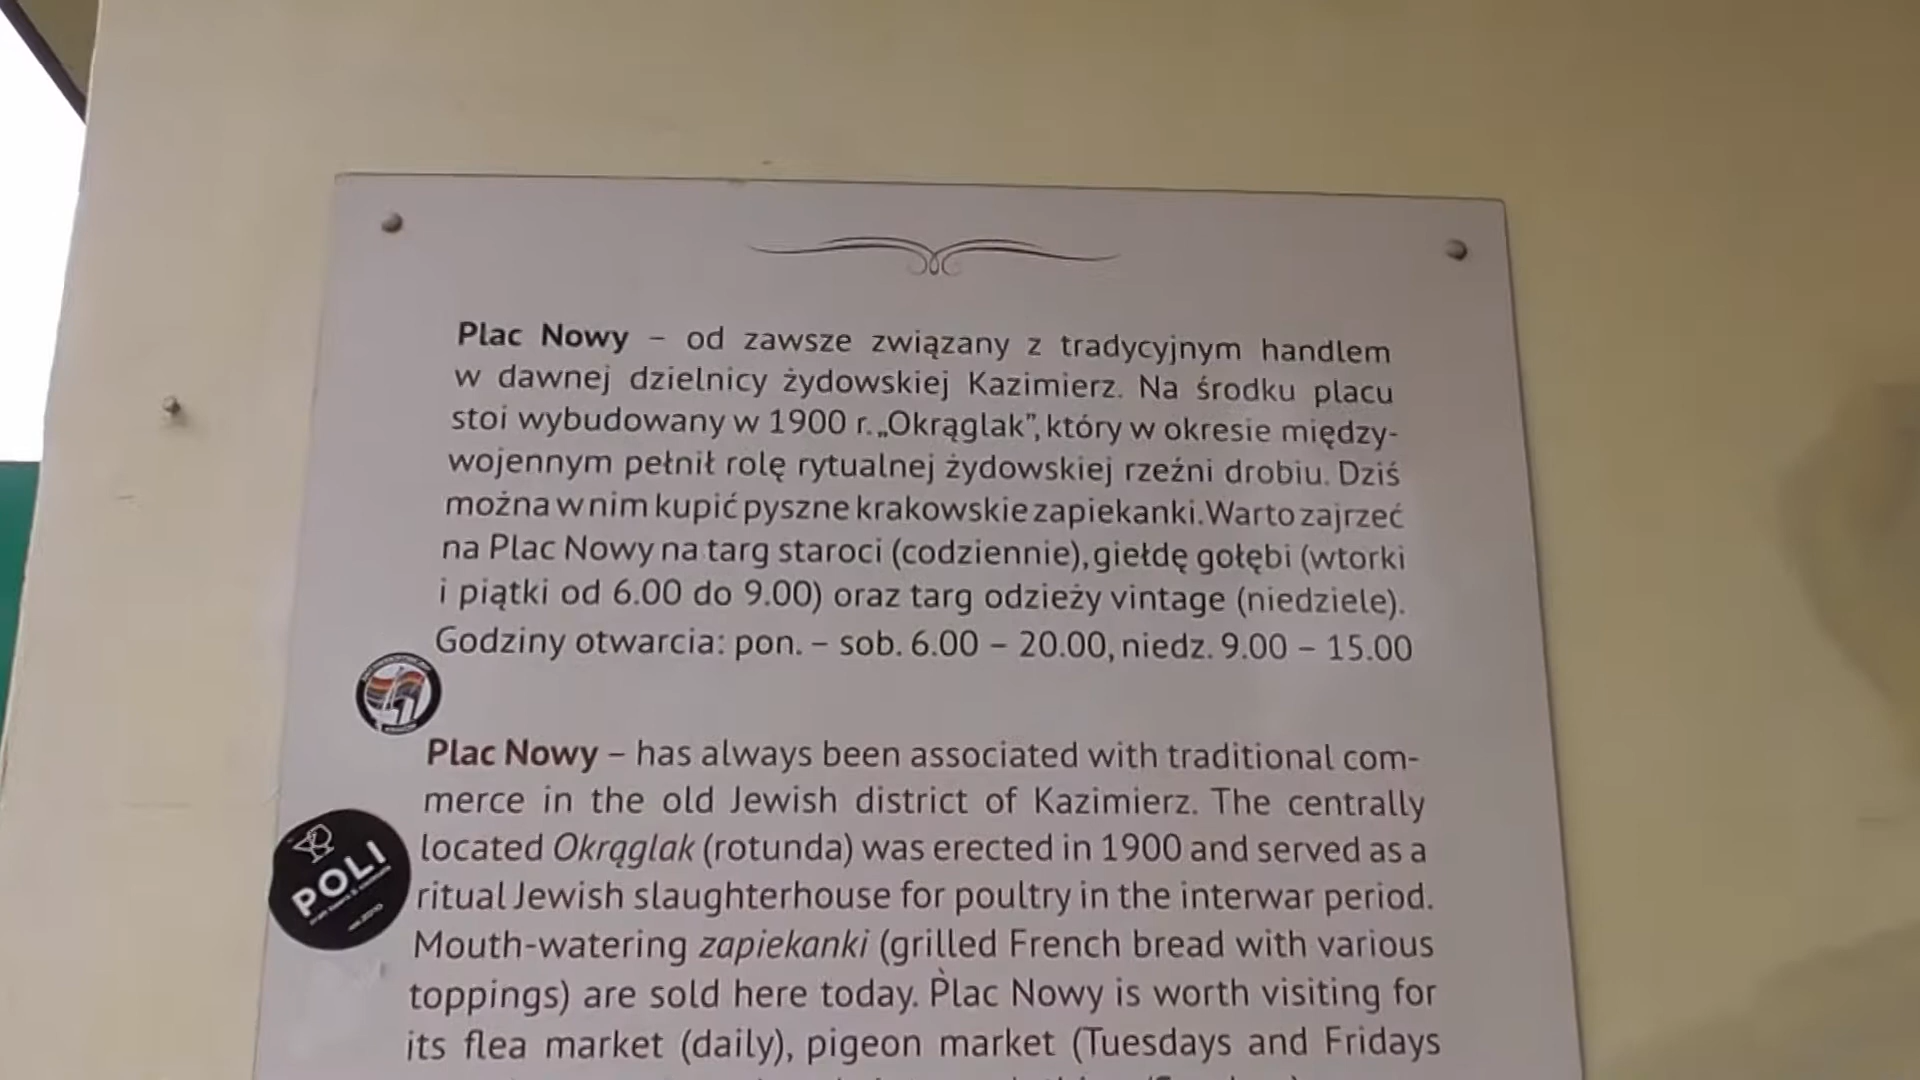 Plac Nowy – od zawsze związany z tradycyjnym handlem
w dawnej dzielnicy żydowskiej Kazimierz. Na środku placu
stoi wybudowany w 1900 r. „Okrąglak”, który w okresie między-
wojennym pełnił rolę rytualnej żydowskiej rzeźni drobiu. Dziś
można w nim kupić pyszne krakowskie zapiekanki. Warto zajrzeć
na Plac Nowy na targ staroci (codziennie), giełdę gołębi (wtorki
i piątki od 6.00 do 9.00) oraz targ odzieży vintage (niedziele).
Godziny otwarcia: pon. – sob. 6.00 – 20.00, niedz. 9.00 – 15.00
Plac Nowy – has always been associated with traditional com-
merce in the old Jewish district of Kazimierz. The centrally
located Okrąglak (rotunda) was erected in 1900 and served as a
ritual Jewish slaughterhouse for poultry in the interwar period.
Mouth-watering zapiekanki (grilled French bread with various
toppings) are sold here today. Plac Nowy is worth visiting for
its flea market (daily), pigeon market (Tuesdays and Fridays
POLI